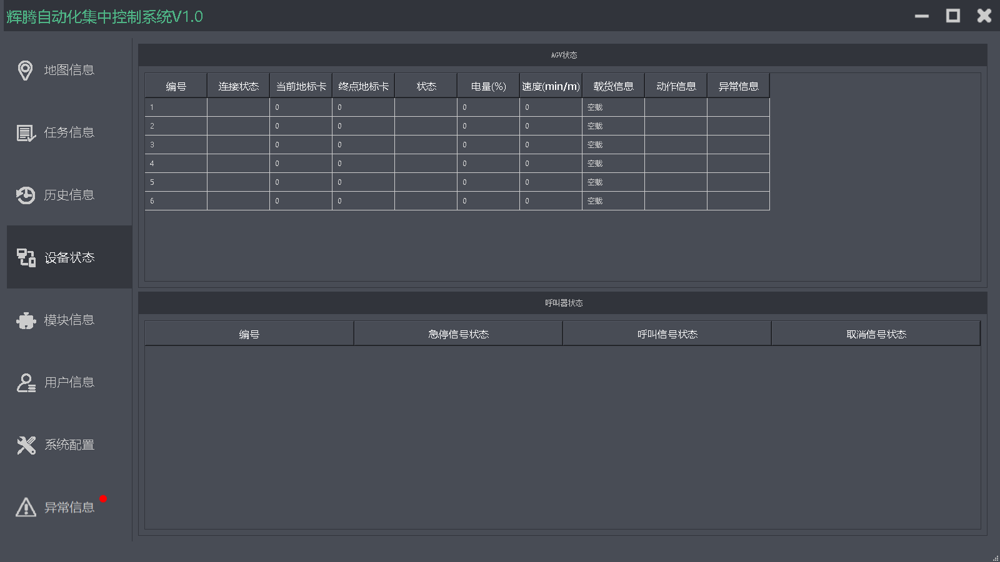 辉腾自动化集中控制系统V1.0
地图信息
任务信息
历史信息
设备状态
模块信息
用户信息
系统配置
异常信息
AGV状态
编号 连接状态 当前地标卡 终点地标卡 状态 电量(%) 速度(min/m) 载货信息 动作信息 异常信息
1 0 0 0 0 空载
2 0 0 0 0 空载
3 0 0 0 0 空载
4 0 0 0 0 空载
5 0 0 0 0 空载
6 0 0 0 0 空载
呼叫器状态
编号 急停信号状态 呼叫信号状态 取消信号状态